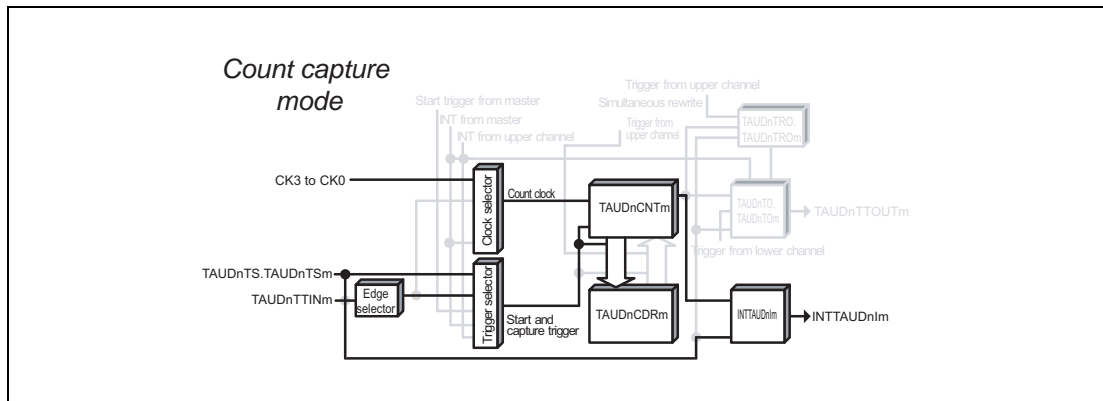 Count capture
mode
Trigger from upper channel
Simultaneous rewrite
Start trigger from master
INT from master
INT from upper channel
Trigger from
upper channel
TAUDnTRO.
TAUDnTROm
CK3 to CK0
Clock selector
Count clock
TAUDnCNTm
TAUDnTO.
TAUDnTOm
TAUDnTTOUTm
Trigger from lower channel
TAUDnTS.TAUDnTSm
TAUDnTTINm
Edge
selector
Trigger selector
Start and
capture trigger
TAUDnCDRm
INTTAUDnIm
INTTAUDnIm